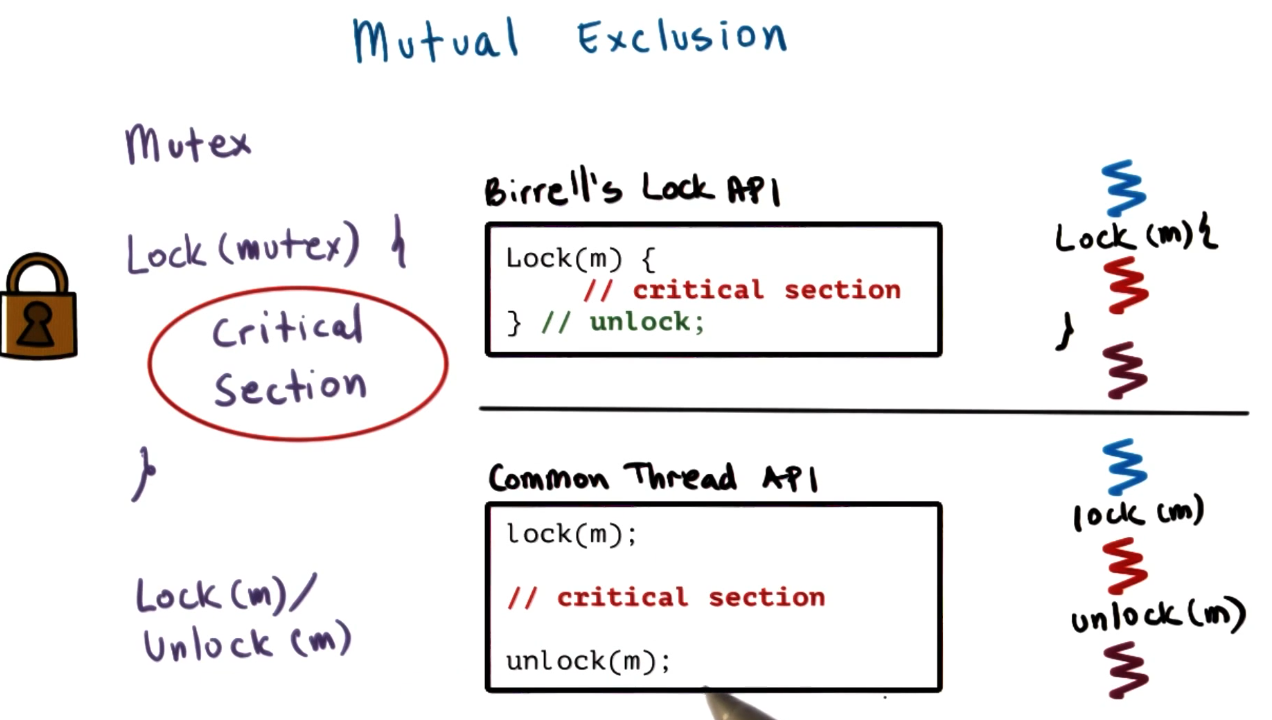 Mutual Exclusion
Mutex
Lock (mutex) {
Critical
Section
}
Lock (m)/
Unlock (m)
Birrell's Lock API
Lock(m) {
// critical section
} // unlock;
Common Thread API
lock(m);
// critical section
unlock(m);
Lock (m) {
}
lock (m)
unlock (m)